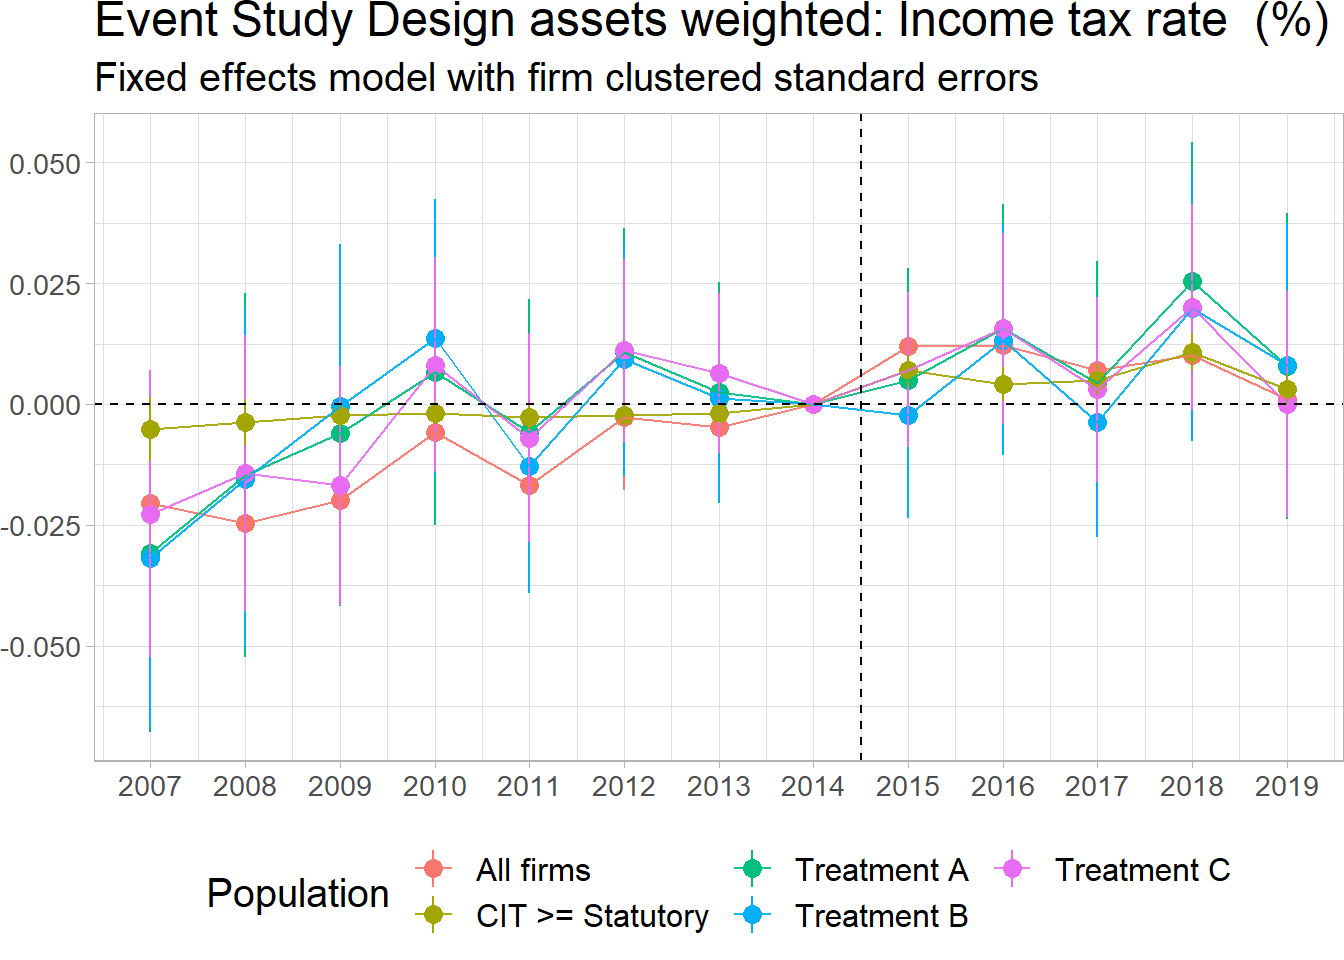 Event Study Design assets weighted: Income tax rate  (%)
Fixed effects model with firm clustered standard errors
0.050
0.025
0.000
-0.025
-0.050
2007 2008 2009 2010 2011 2012 2013 2014 2015 2016 2017 2018 2019
Population
All firms
CIT >= Statutory
Treatment A
Treatment B
Treatment C